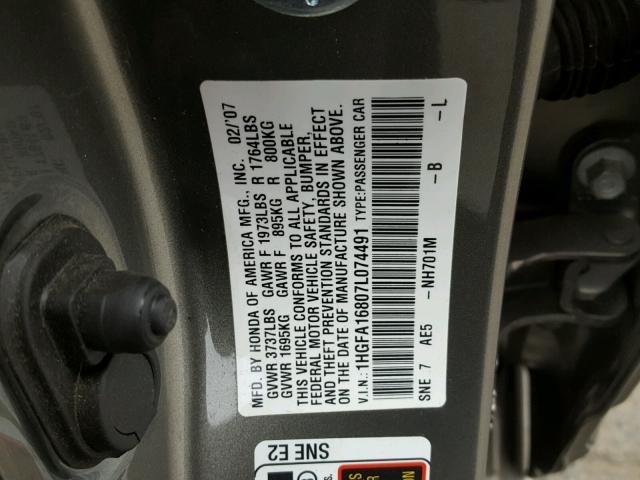 MFD. BY HONDA OF AMERICA MFG., INC. 02/'07
GVWR 3737LBS GAWR F 1973LBS R 1764LBS
GVWR 1695KG GAWR F 895KG R 800KG
THIS VEHICLE CONFORMS TO ALL APPLICABLE
FEDERAL MOTOR VEHICLE SAFETY, BUMPER,
AND THEFT PREVENTION STANDARDS IN EFFECT
ON THE DATE OF MANUFACTURE SHOWN ABOVE.
V.I.N.: 1HGFA16807L074491 TYPE: PASSENGER CAR
SNE 7 AE5 -NH701M -B -L
SNE E2